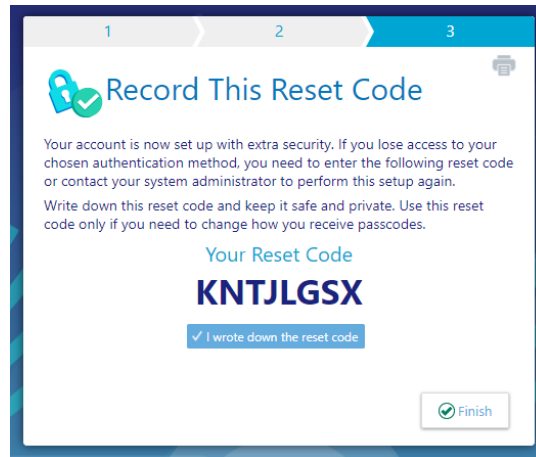 1 2 3
Record This Reset Code
Your account is now set up with extra security. If you lose access to your
chosen authentication method, you need to enter the following reset code
or contact your system administrator to perform this setup again.
Write down this reset code and keep it safe and private. Use this reset
code only if you need to change how you receive passcodes.
Your Reset Code
KNTJLGSX
✓ I wrote down the reset code
Finish